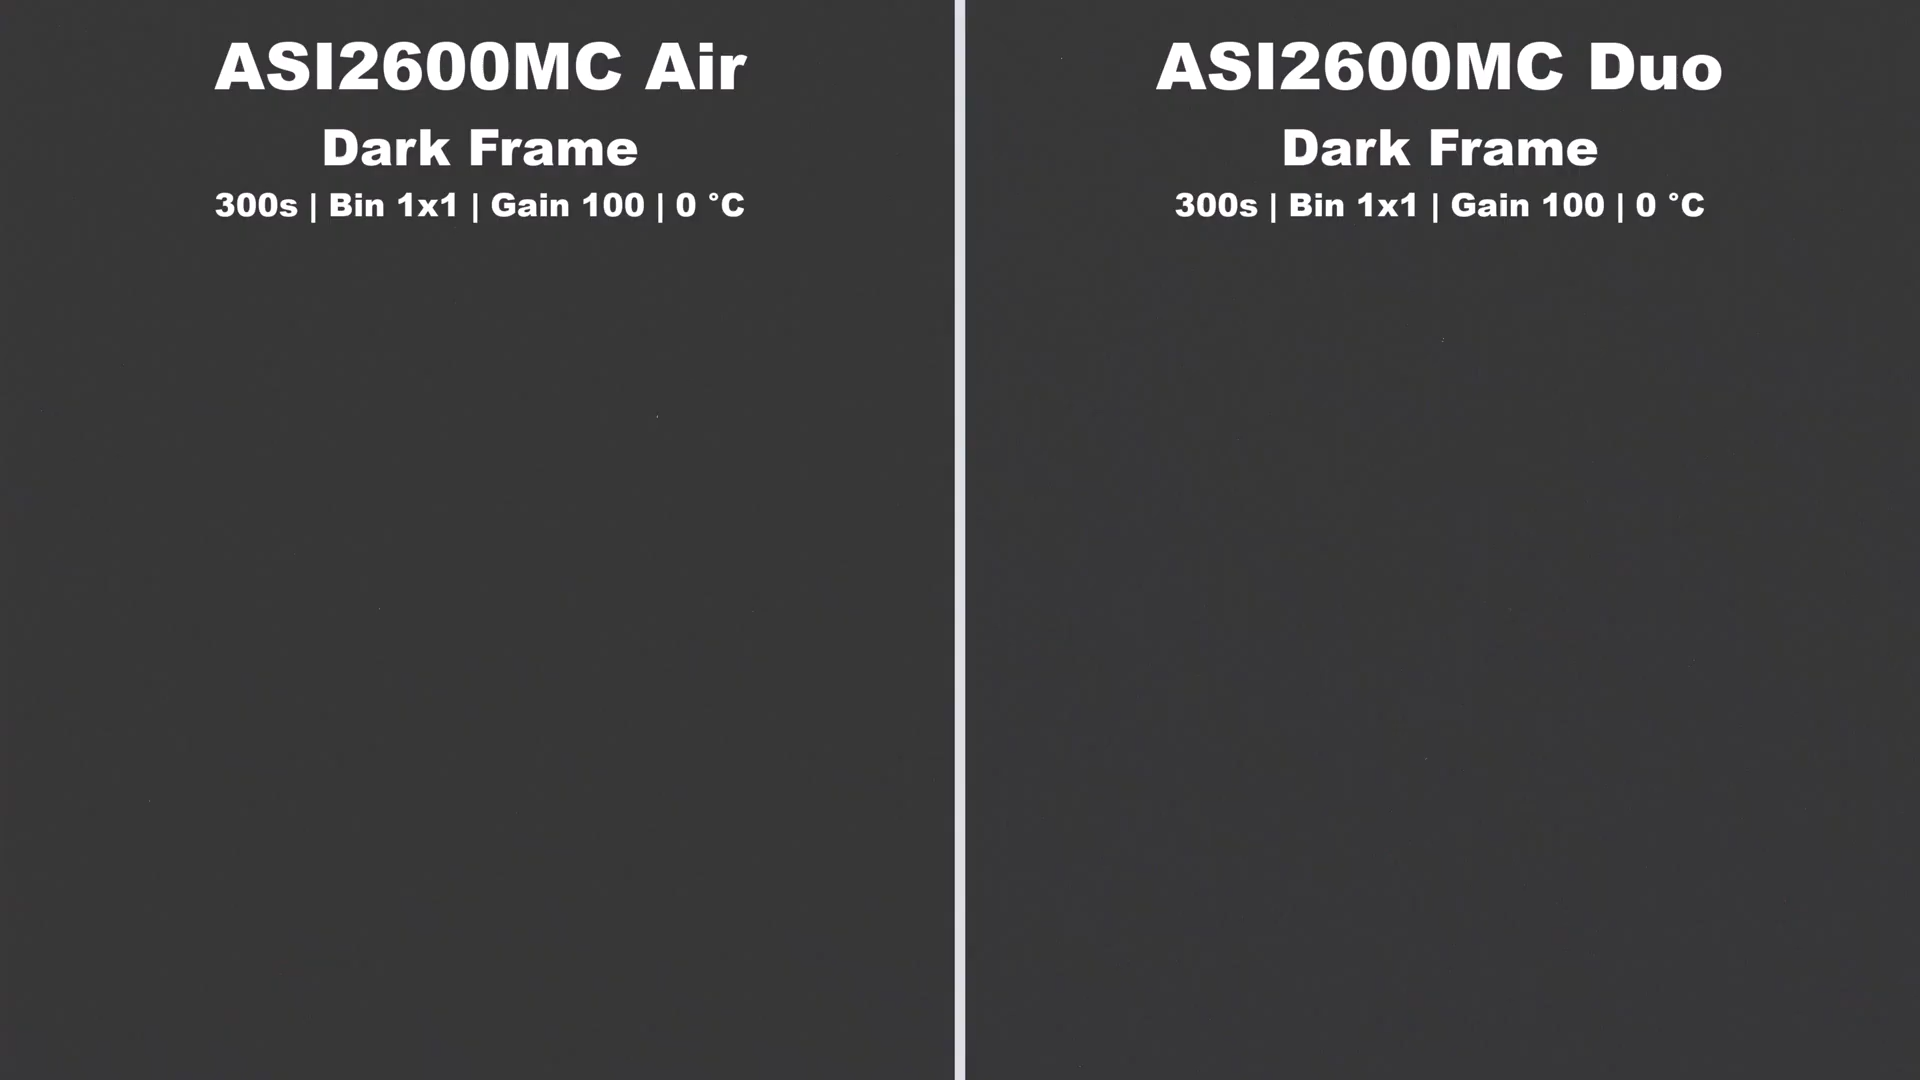 ASI2600MC Air
Dark Frame
300s | Bin 1x1 | Gain 100 | 0 °C
ASI2600MC Duo
Dark Frame
300s | Bin 1x1 | Gain 100 | 0 °C